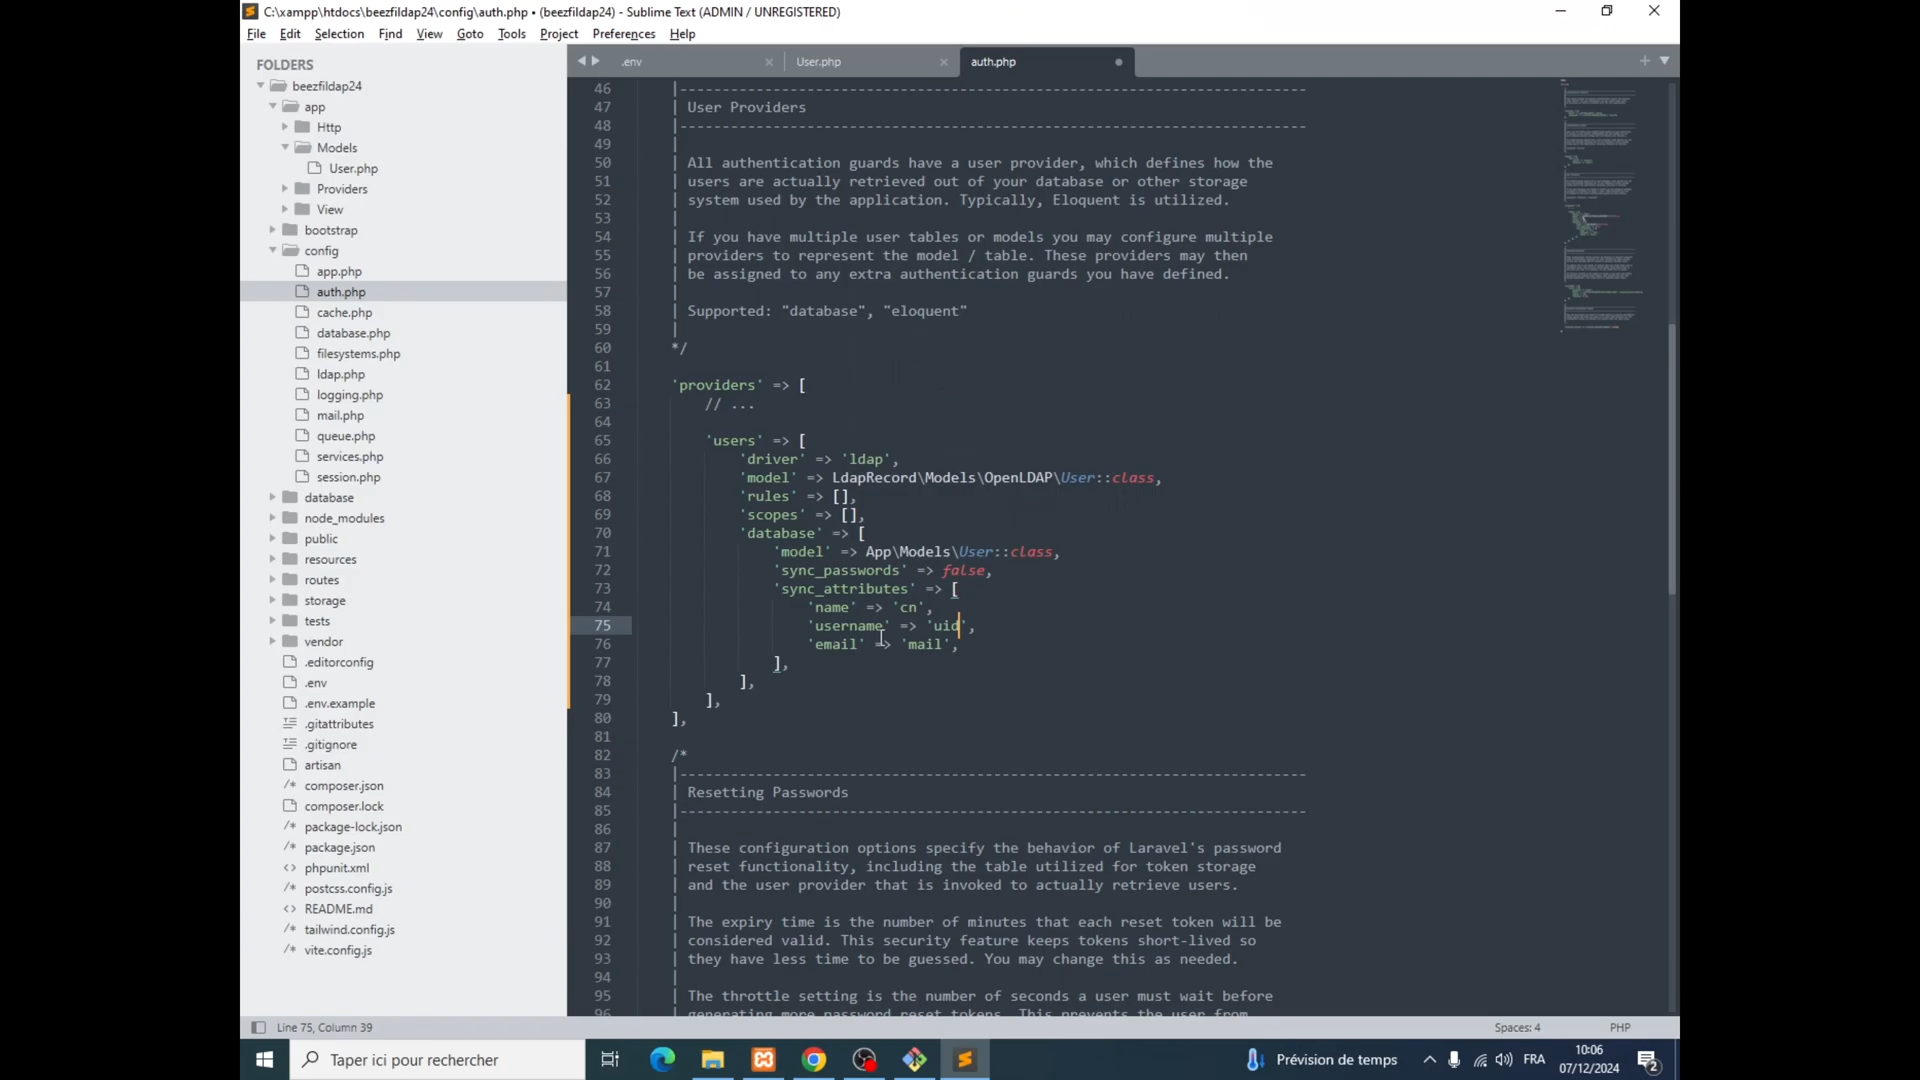 C:\xampp\htdocs\beezfildap24\config\auth.php • (beezfildap24) - Sublime Text (ADMIN / UNREGISTERED)
File Edit Selection Find View Goto Tools Project Preferences Help
FOLDERS
beezfildap24
app
Http
Models
User.php
Providers
View
bootstrap
config
app.php
auth.php
cache.php
database.php
filesystems.php
ldap.php
logging.php
mail.php
queue.php
services.php
session.php
database
node_modules
public
resources
routes
storage
tests
vendor
.editorconfig
.env
.env.example
.gitattributes
.gitignore
artisan
composer.json
composer.lock
package-lock.json
package.json
phpunit.xml
postcss.config.js
README.md
tailwind.config.js
vite.config.js
.env User.php auth.php
46 |--------------------------------------------------------------------------
47 | User Providers
48 |--------------------------------------------------------------------------
49 |
50 | All authentication guards have a user provider, which defines how the
51 | users are actually retrieved out of your database or other storage
52 | system used by the application. Typically, Eloquent is utilized.
53 |
54 | If you have multiple user tables or models you may configure multiple
55 | providers to represent the model / table. These providers may then
56 | be assigned to any extra authentication guards you have defined.
57 |
58 | Supported: "database", "eloquent"
59 |
60 */
61
62 'providers' => [
63 // ...
64
65 'users' => [
66 'driver' => 'ldap',
67 'model' => LdapRecord\Models\OpenLDAP\User::class,
68 'rules' => [],
69 'scopes' => [],
70 'database' => [
71 'model' => App\Models\User::class,
72 'sync_passwords' => false,
73 'sync_attributes' => [
74 'name' => 'cn',
75 'username' => 'uid',
76 'email' => 'mail',
77 ],
78 ],
79 ],
80 ],
81
82 /*
83 |--------------------------------------------------------------------------
84 | Resetting Passwords
85 |--------------------------------------------------------------------------
86 |
87 | These configuration options specify the behavior of Laravel's password
88 | reset functionality, including the table utilized for token storage
89 | and the user provider that is invoked to actually retrieve users.
90 |
91 | The expiry time is the number of minutes that each reset token will be
92 | considered valid. This security feature keeps tokens short-lived so
93 | they have less time to be guessed. You may change this as needed.
94 |
95 | The throttle setting is the number of seconds a user must wait before
96 | generating more password reset tokens. This prevents the user from
Line 75, Column 39 Spaces: 4 PHP
Taper ici pour rechercher
Prévision de temps
FRA
10:06
07/12/2024
2